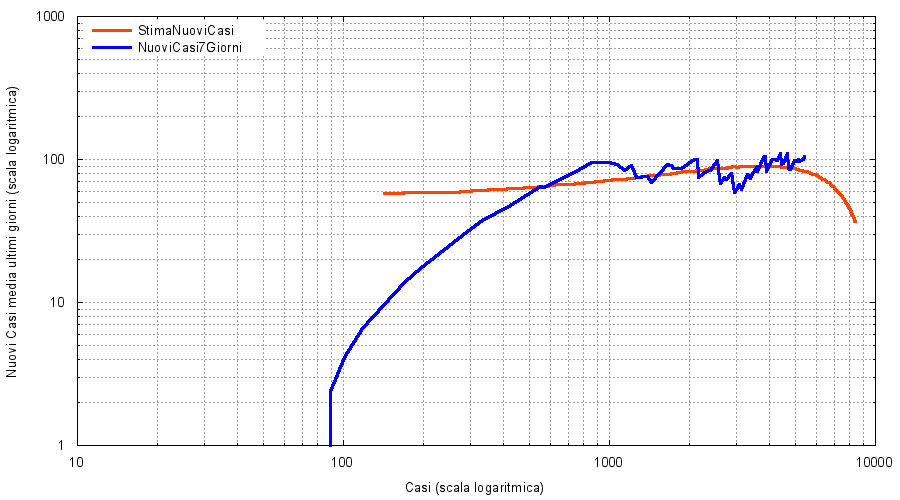 1000
StimaNuoviCasi
NuoviCasi7Giorni
100
10
1
10
100
1000
10000
Nuovi Casi media ultimi giorni (scala logaritmica)
Casi (scala logaritmica)